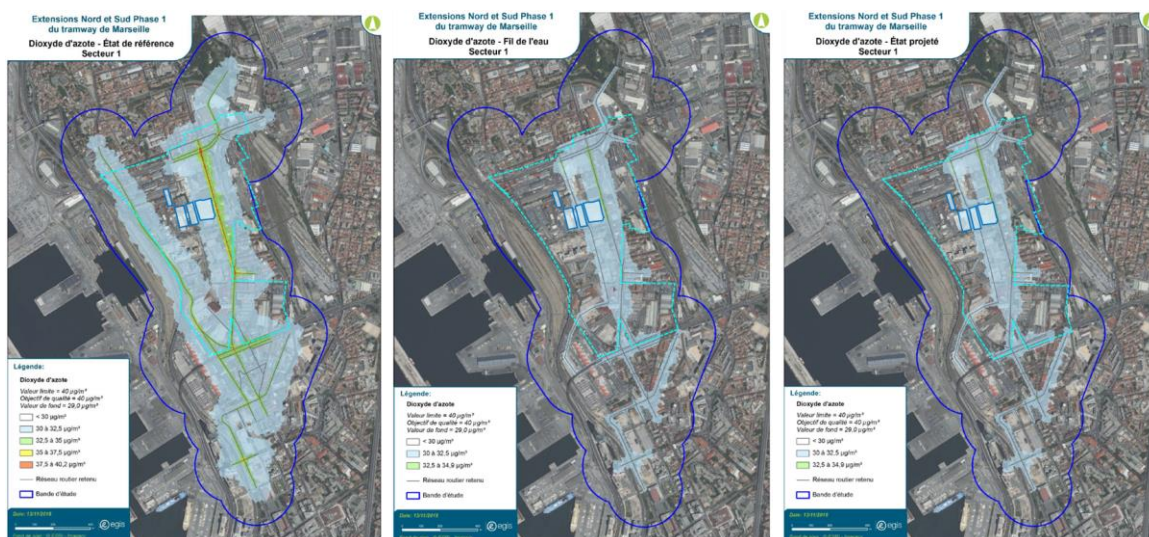 Extensions Nord et Sud Phase 1
du tramway de Marseille
Dioxyde d'azote - État de référence
Secteur 1
Légende:
Dioxyde d'azote
Valeur limite = 40 µg/m³
Objectif de qualité = 40 µg/m³
Valeur de fond = 29,0 µg/m³
< 30 µg/m³
30 à 32,5 µg/m³
32,5 à 35 µg/m³
35 à 37,5 µg/m³
37,5 à 40,2 µg/m³
Réseau routier retenu
Bande d'étude
egis
Extensions Nord et Sud Phase 1
du tramway de Marseille
Dioxyde d'azote - Fil de l'eau
Secteur 1
Légende:
Dioxyde d'azote
Valeur limite = 40 µg/m³
Objectif de qualité = 40 µg/m³
Valeur de fond = 29,0 µg/m³
< 30 µg/m³
30 à 32,5 µg/m³
32,5 à 34,9 µg/m³
Réseau routier retenu
Bande d'étude
egis
Extensions Nord et Sud Phase 1
du tramway de Marseille
Dioxyde d'azote - État projeté
Secteur 1
Légende:
Dioxyde d'azote
Valeur limite = 40 µg/m³
Objectif de qualité = 40 µg/m³
Valeur de fond = 29,0 µg/m³
< 30 µg/m³
30 à 32,5 µg/m³
32,5 à 34,9 µg/m³
Réseau routier retenu
Bande d'étude
egis